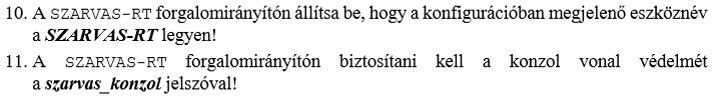 10. A SZARVAS-RT forgalomirányítón állítsa be, hogy a konfigurációban megjelenő eszköznév
a SZARVAS-RT legyen!
11. A SZARVAS-RT forgalomirányítón biztosítani kell a konzol vonal védelmét
a szarvas_konzol jelszóval!